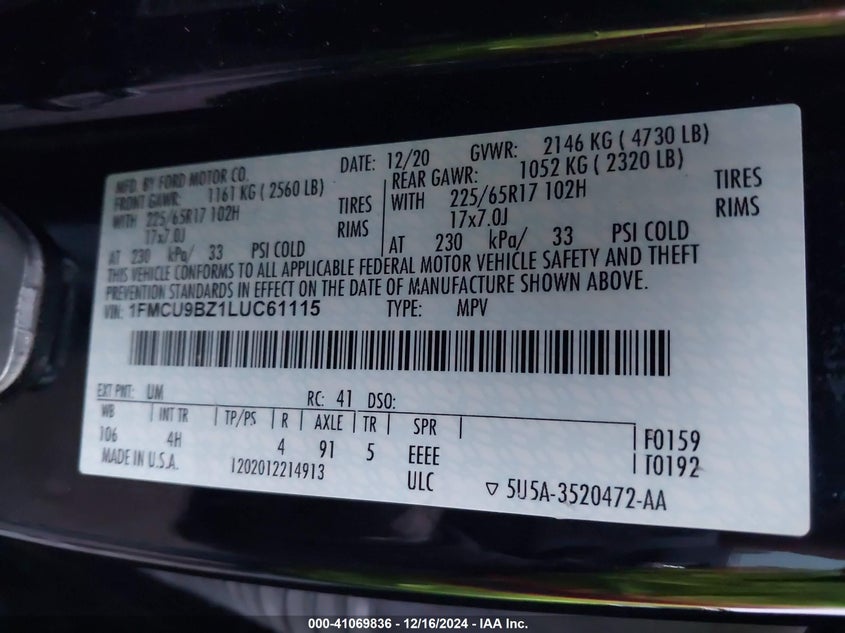 MFD. BY FORD MOTOR CO. DATE: 12/20 GVWR: 2146 KG ( 4730 LB)
FRONT GAWR: 1161 KG ( 2560 LB) REAR GAWR: 1052 KG ( 2320 LB)
WITH 225/65R17 102H TIRES WITH 225/65R17 102H TIRES
17x7.0J RIMS 17x7.0J RIMS
AT 230 kPa/ 33 PSI COLD AT 230 kPa/ 33 PSI COLD
THIS VEHICLE CONFORMS TO ALL APPLICABLE FEDERAL MOTOR VEHICLE SAFETY AND THEFT
PREVENTION STANDARDS IN EFFECT ON THE DATE OF MANUFACTURE SHOWN ABOVE.
VIN: 1FMCU9BZ1LUC61115 TYPE: MPV
EXT PNT: UM RC: 41 DSO:
WB INT TR TP/PS R AXLE TR SPR F0159
106 4H 4 91 5 EEEE T0192
MADE IN U.S.A. 1202012214913 ULC 5U5A-3520472-AA
000-41069836 - 12/16/2024 - IAA Inc.